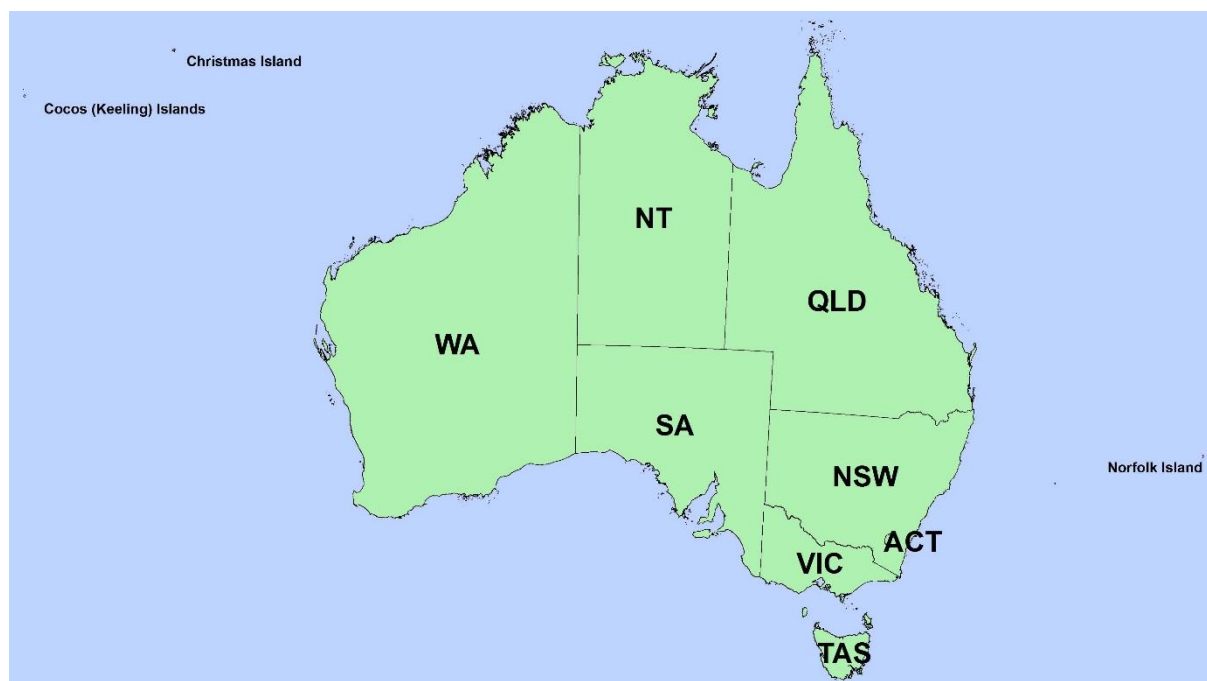 Christmas Island
Cocos (Keeling) Islands
NT
QLD
WA
SA
Norfolk Island
NSW
ACT
VIC
TAS